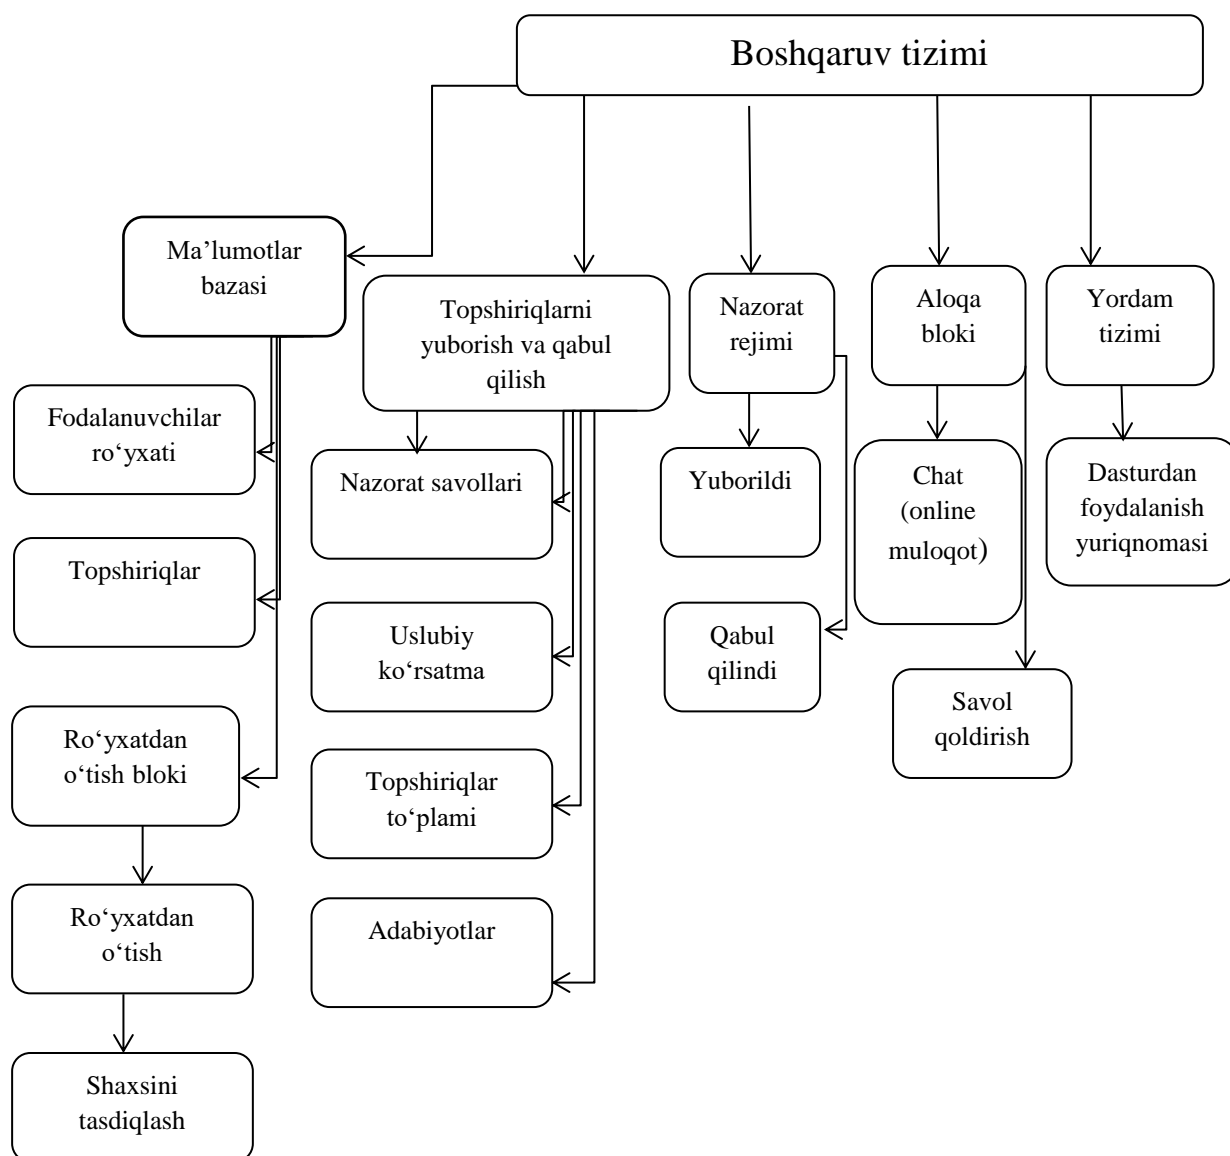 Boshqaruv tizimi
Ma’lumotlar
bazasi
Topshiriqlarni
yuborish va qabul
qilish
Nazorat
rejimi
Aloqa
bloki
Yordam
tizimi
Fodalanuvchilar
ro‘yxati
Nazorat savollari
Yuborildi
Chat
(online
muloqot)
Dasturdan
foydalanish
yuriqnomasi
Topshiriqlar
Uslubiy
ko‘rsatma
Qabul
qilindi
Savol
qoldirish
Ro‘yxatdan
o‘tish bloki
Topshiriqlar
to‘plami
Ro‘yxatdan
o‘tish
Adabiyotlar
Shaxsini
tasdiqlash